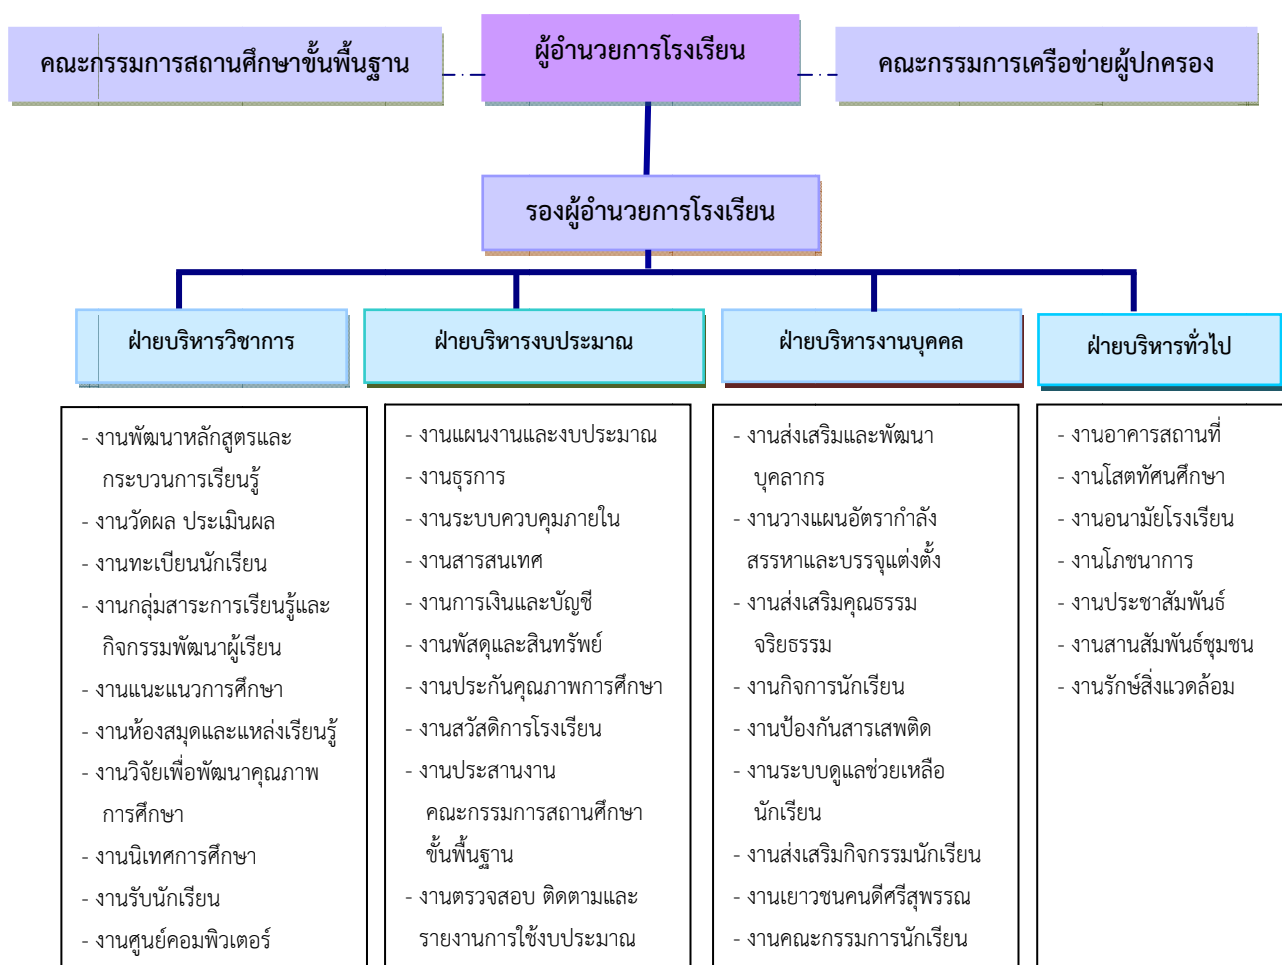 คณะกรรมการสถานศึกษาขั้นพื้นฐาน
ผู้อำนวยการโรงเรียน
คณะกรรมการเครือข่ายผู้ปกครอง
รองผู้อำนวยการโรงเรียน
ฝ่ายบริหารวิชาการ
ฝ่ายบริหารงบประมาณ
ฝ่ายบริหารงานบุคคล
ฝ่ายบริหารทั่วไป
- งานพัฒนาหลักสูตรและ
กระบวนการเรียนรู้
- งานวัดผล ประเมินผล
- งานทะเบียนนักเรียน
- งานกลุ่มสาระการเรียนรู้และ
กิจกรรมพัฒนาผู้เรียน
- งานแนะแนวการศึกษา
- งานห้องสมุดและแหล่งเรียนรู้
- งานวิจัยเพื่อพัฒนาคุณภาพ
การศึกษา
- งานนิเทศการศึกษา
- งานรับนักเรียน
- งานศูนย์คอมพิวเตอร์
- งานแผนงานและงบประมาณ
- งานธุรการ
- งานระบบควบคุมภายใน
- งานสารสนเทศ
- งานการเงินและบัญชี
- งานพัสดุและสินทรัพย์
- งานประกันคุณภาพการศึกษา
- งานสวัสดิการโรงเรียน
- งานประสานงาน
คณะกรรมการสถานศึกษา
ขั้นพื้นฐาน
- งานตรวจสอบ ติดตามและ
รายงานการใช้งบประมาณ
- งานส่งเสริมและพัฒนา
บุคลากร
- งานวางแผนอัตรากำลัง
สรรหาและบรรจุแต่งตั้ง
- งานส่งเสริมคุณธรรม
จริยธรรม
- งานกิจการนักเรียน
- งานป้องกันสารเสพติด
- งานระบบดูแลช่วยเหลือ
นักเรียน
- งานส่งเสริมกิจกรรมนักเรียน
- งานเยาวชนคนดีศรีสุพรรณ
- งานคณะกรรมการนักเรียน
- งานอาคารสถานที่
- งานโสตทัศนศึกษา
- งานอนามัยโรงเรียน
- งานโภชนาการ
- งานประชาสัมพันธ์
- งานสานสัมพันธ์ชุมชน
- งานรักษ์สิ่งแวดล้อม